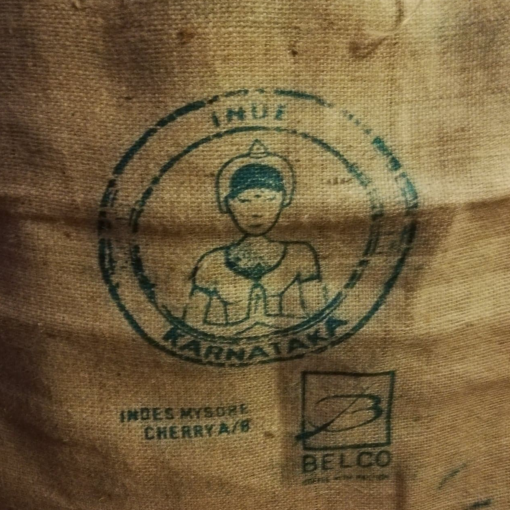 INDE
KARNATAKA
INDES MYSORE
CHERRY A/B
BELCO